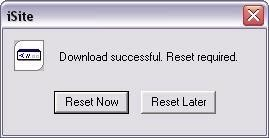 iSite
Download successful. Reset required.
Reset Now
Reset Later